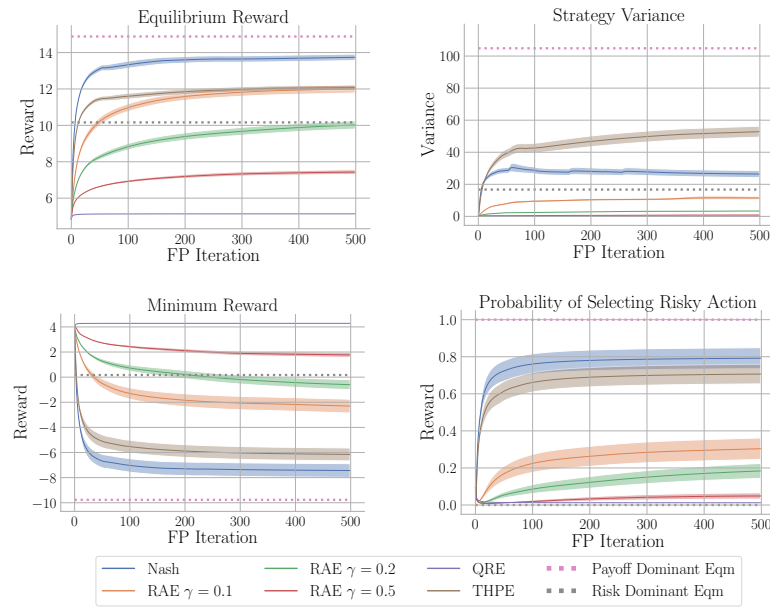 Equilibrium Reward
14
12
10
8
6
Reward
0 100 200 300 400 500
FP Iteration
Strategy Variance
100
80
60
40
20
0
Variance
0 100 200 300 400 500
FP Iteration
Minimum Reward
4
2
0
−2
−4
−6
−8
−10
Reward
0 100 200 300 400 500
FP Iteration
Probability of Selecting Risky Action
1.0
0.8
0.6
0.4
0.2
0.0
Reward
0 100 200 300 400 500
FP Iteration
Nash RAE γ = 0.2 QRE Payoff Dominant Eqm
RAE γ = 0.1 RAE γ = 0.5 THPE Risk Dominant Eqm